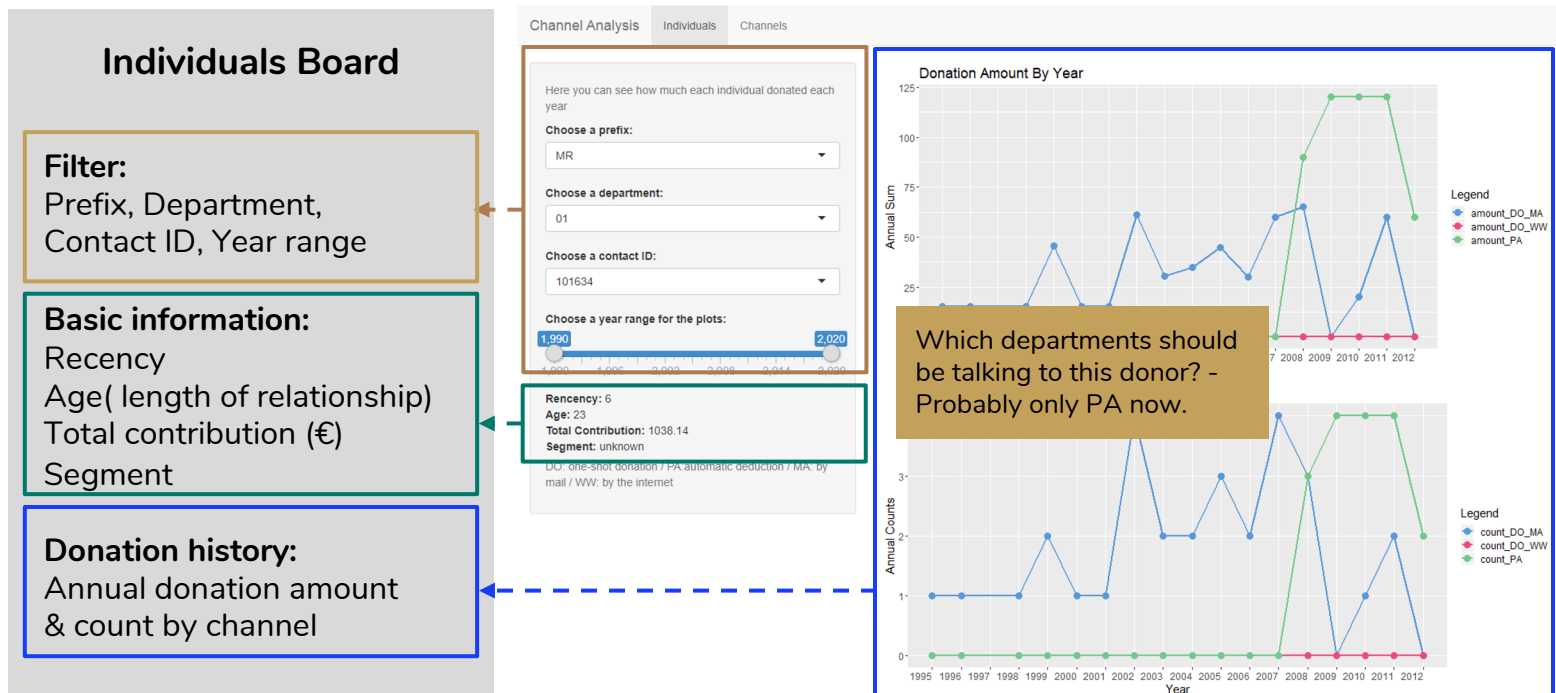 Individuals Board
Filter:
Prefix, Department,
Contact ID, Year range
Basic information:
Recency
Age( length of relationship)
Total contribution (€)
Segment
Donation history:
Annual donation amount
& count by channel
Channel Analysis Individuals Channels
Here you can see how much each individual donated each
year
Choose a prefix:
MR
Choose a department:
01
Choose a contact ID:
101634
Choose a year range for the plots:
1,990 2,020
Rencency: 6
Age: 23
Total Contribution: 1038.14
Segment: unknown
DO: one-shot donation / PA:automatic deduction / MA: by
mail / WW: by the internet
Donation Amount By Year
125
100
75
50
25
Annual Sum
2008 2009 2010 2011 2012
Legend
amount_DO_MA
amount_DO_WW
amount_PA
Which departments should
be talking to this donor? -
Probably only PA now.
3
2
1
0
Annual Counts
1995 1996 1997 1998 1999 2000 2001 2002 2003 2004 2005 2006 2007 2008 2009 2010 2011 2012
Year
Legend
count_DO_MA
count_DO_WW
count_PA